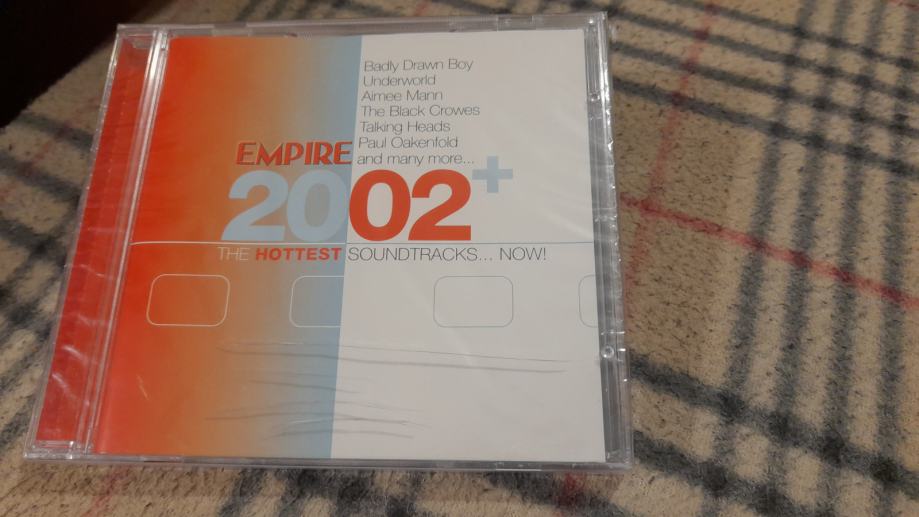 Badly Drawn Boy
Underworld
Aimee Mann
The Black Crowes
Talking Heads
Paul Oakenfold
and many more...
EMPIRE
2002+
THE HOTTEST SOUNDTRACKS... NOW!